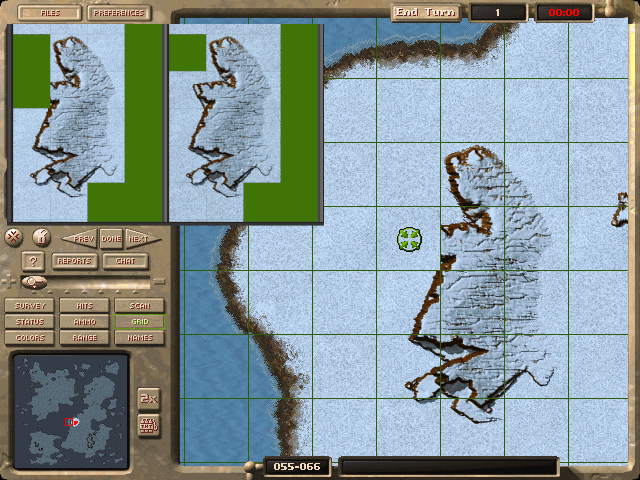 FILES PREFERENCES End Turn 1 00:00
PREV DONE NEXT
? REPORTS CHAT
SURVEY HITS SCAN
STATUS AMMO GRID
COLORS RANGE NAMES
2x
055-066